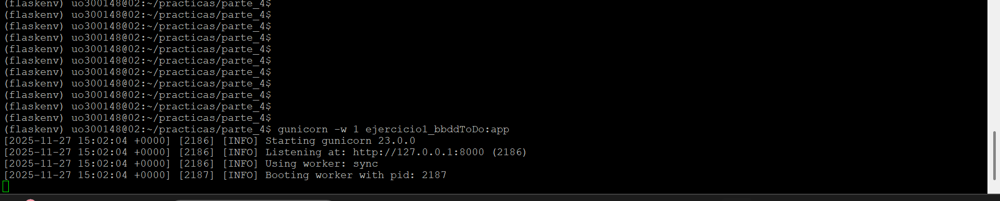 (flaskenv) uo300148@02:~/practicas/parte_4$
(flaskenv) uo300148@02:~/practicas/parte_4$
(flaskenv) uo300148@02:~/practicas/parte_4$
(flaskenv) uo300148@02:~/practicas/parte_4$
(flaskenv) uo300148@02:~/practicas/parte_4$
(flaskenv) uo300148@02:~/practicas/parte_4$
(flaskenv) uo300148@02:~/practicas/parte_4$
(flaskenv) uo300148@02:~/practicas/parte_4$
(flaskenv) uo300148@02:~/practicas/parte_4$
(flaskenv) uo300148@02:~/practicas/parte_4$
(flaskenv) uo300148@02:~/practicas/parte_4$
(flaskenv) uo300148@02:~/practicas/parte_4$ gunicorn -w 1 ejercicio1_bbddToDo:app
[2025-11-27 15:02:04 +0000] [2186] [INFO] Starting gunicorn 23.0.0
[2025-11-27 15:02:04 +0000] [2186] [INFO] Listening at: http://127.0.0.1:8000 (2186)
[2025-11-27 15:02:04 +0000] [2186] [INFO] Using worker: sync
[2025-11-27 15:02:04 +0000] [2187] [INFO] Booting worker with pid: 2187